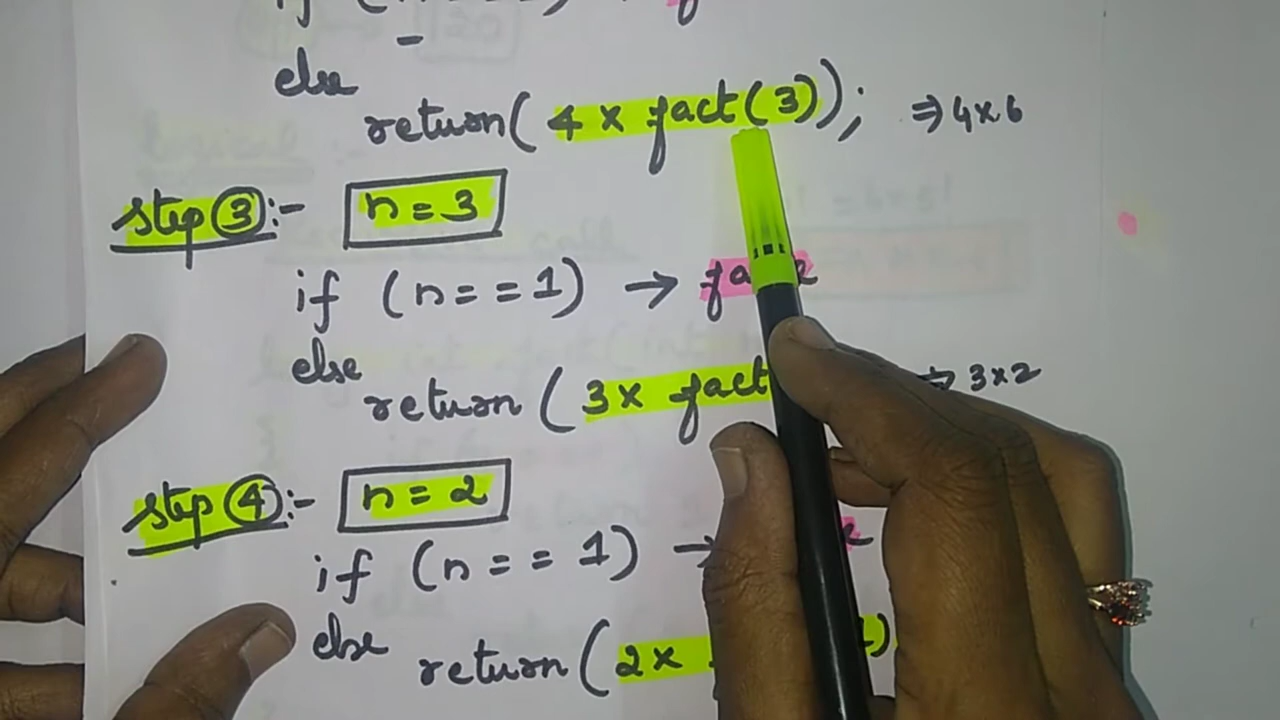 else
return( 4 x fact(3)); ⇒ 4x6
step ③:- n = 3
if (n==1) →
else
return ( 3x fact ⇒ 3x2
step ④:- n = 2
if (n==1) →
else return ( 2x